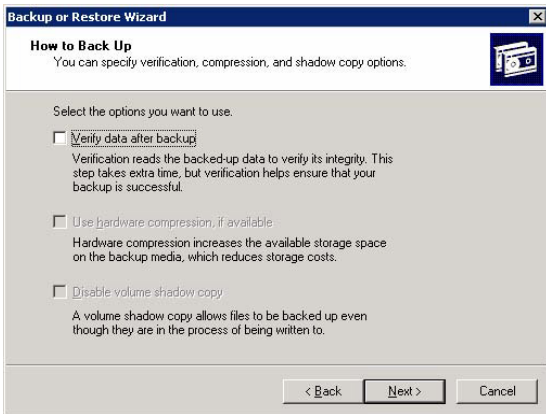 Backup or Restore Wizard
How to Back Up
You can specify verification, compression, and shadow copy options.
Select the options you want to use.
Verify data after backup
Verification reads the backed-up data to verify its integrity. This
step takes extra time, but verification helps ensure that your
backup is successful.
Use hardware compression, if available
Hardware compression increases the available storage space
on the backup media, which reduces storage costs.
Disable volume shadow copy
A volume shadow copy allows files to be backed up even
though they are in the process of being written to.
< Back Next > Cancel